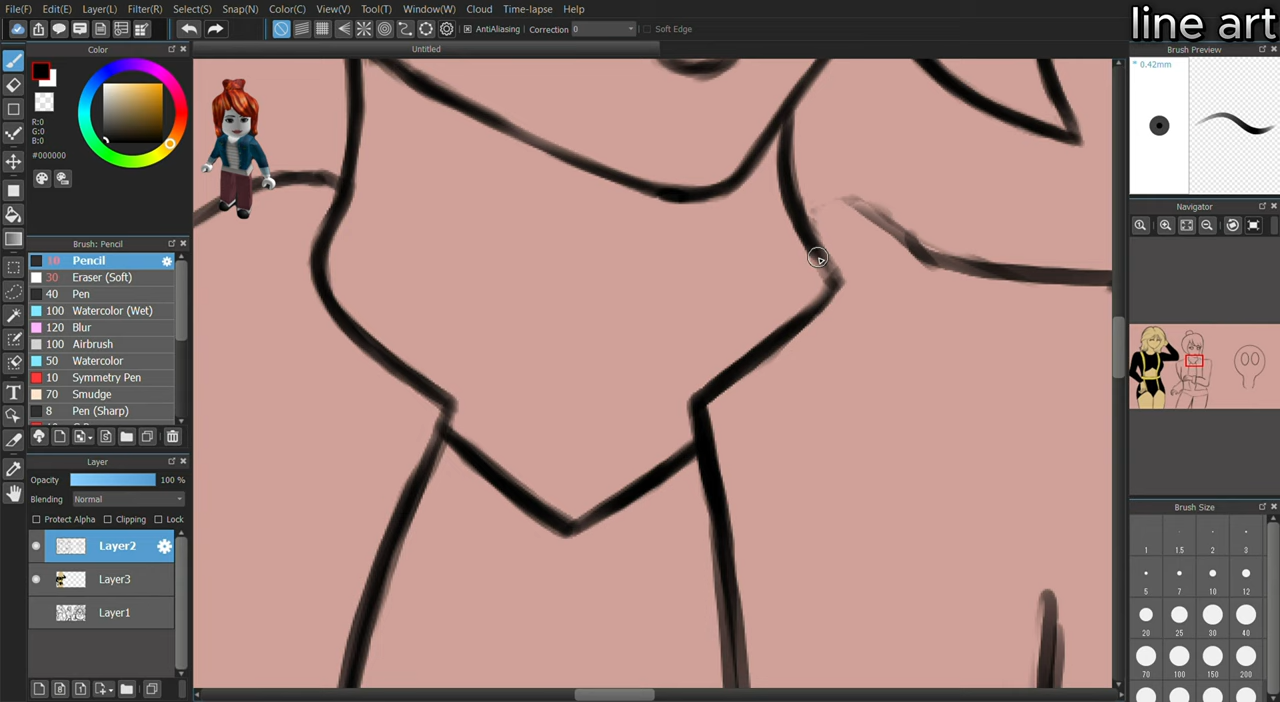 File(F) Edit(E) Layer(L) Filter(R) Select(S) Snap(N) Color(C) View(V) Tool(T) Window(W) Cloud Time-lapse Help
line art
AntiAliasing Correction 0 Soft Edge
Untitled
Color
R:0
G:0
B:0
#000000
Brush: Pencil
10 Pencil
30 Eraser (Soft)
40 Pen
100 Watercolor (Wet)
120 Blur
100 Airbrush
50 Watercolor
10 Symmetry Pen
70 Smudge
8 Pen (Sharp)
Layer
Opacity 100 %
Blending Normal
Protect Alpha Clipping Lock
Layer2
Layer3
Layer1
Brush Preview
* 0.42mm
Navigator
Brush Size
1 1.5 2 3
5 7 10 12
20 25 30 40
70 100 150 200